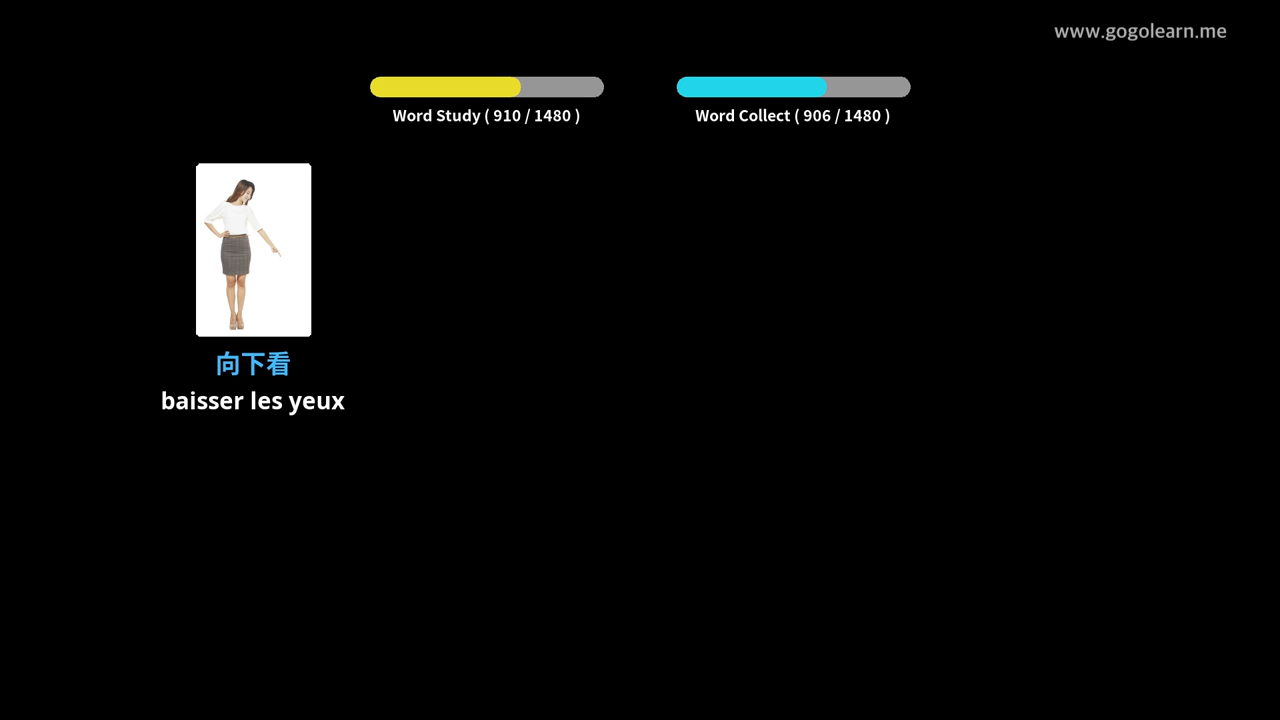 www.gogolearn.me
Word Study ( 910 / 1480 )
Word Collect ( 906 / 1480 )
向下看
baisser les yeux